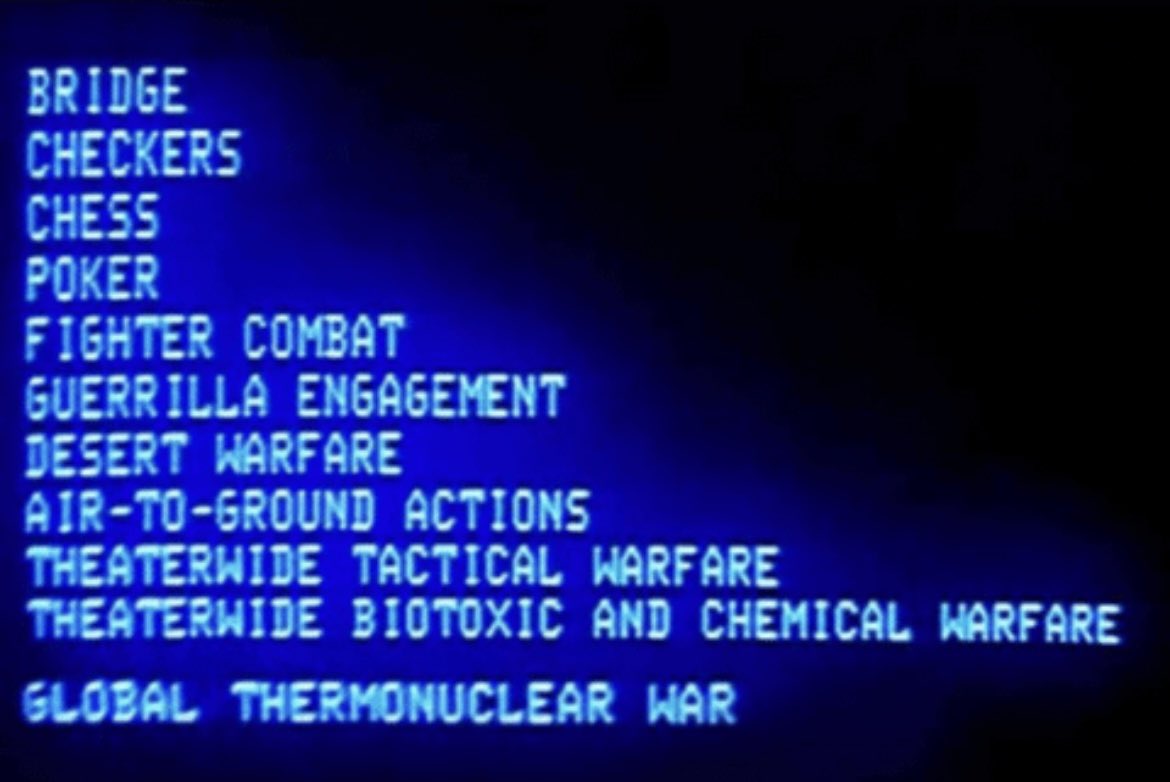 BRIDGE
CHECKERS
CHESS
POKER
FIGHTER COMBAT
GUERRILLA ENGAGEMENT
DESERT WARFARE
AIR-TO-GROUND ACTIONS
THEATERWIDE TACTICAL WARFARE
THEATERWIDE BIOTOXIC AND CHEMICAL WARFARE
GLOBAL THERMONUCLEAR WAR